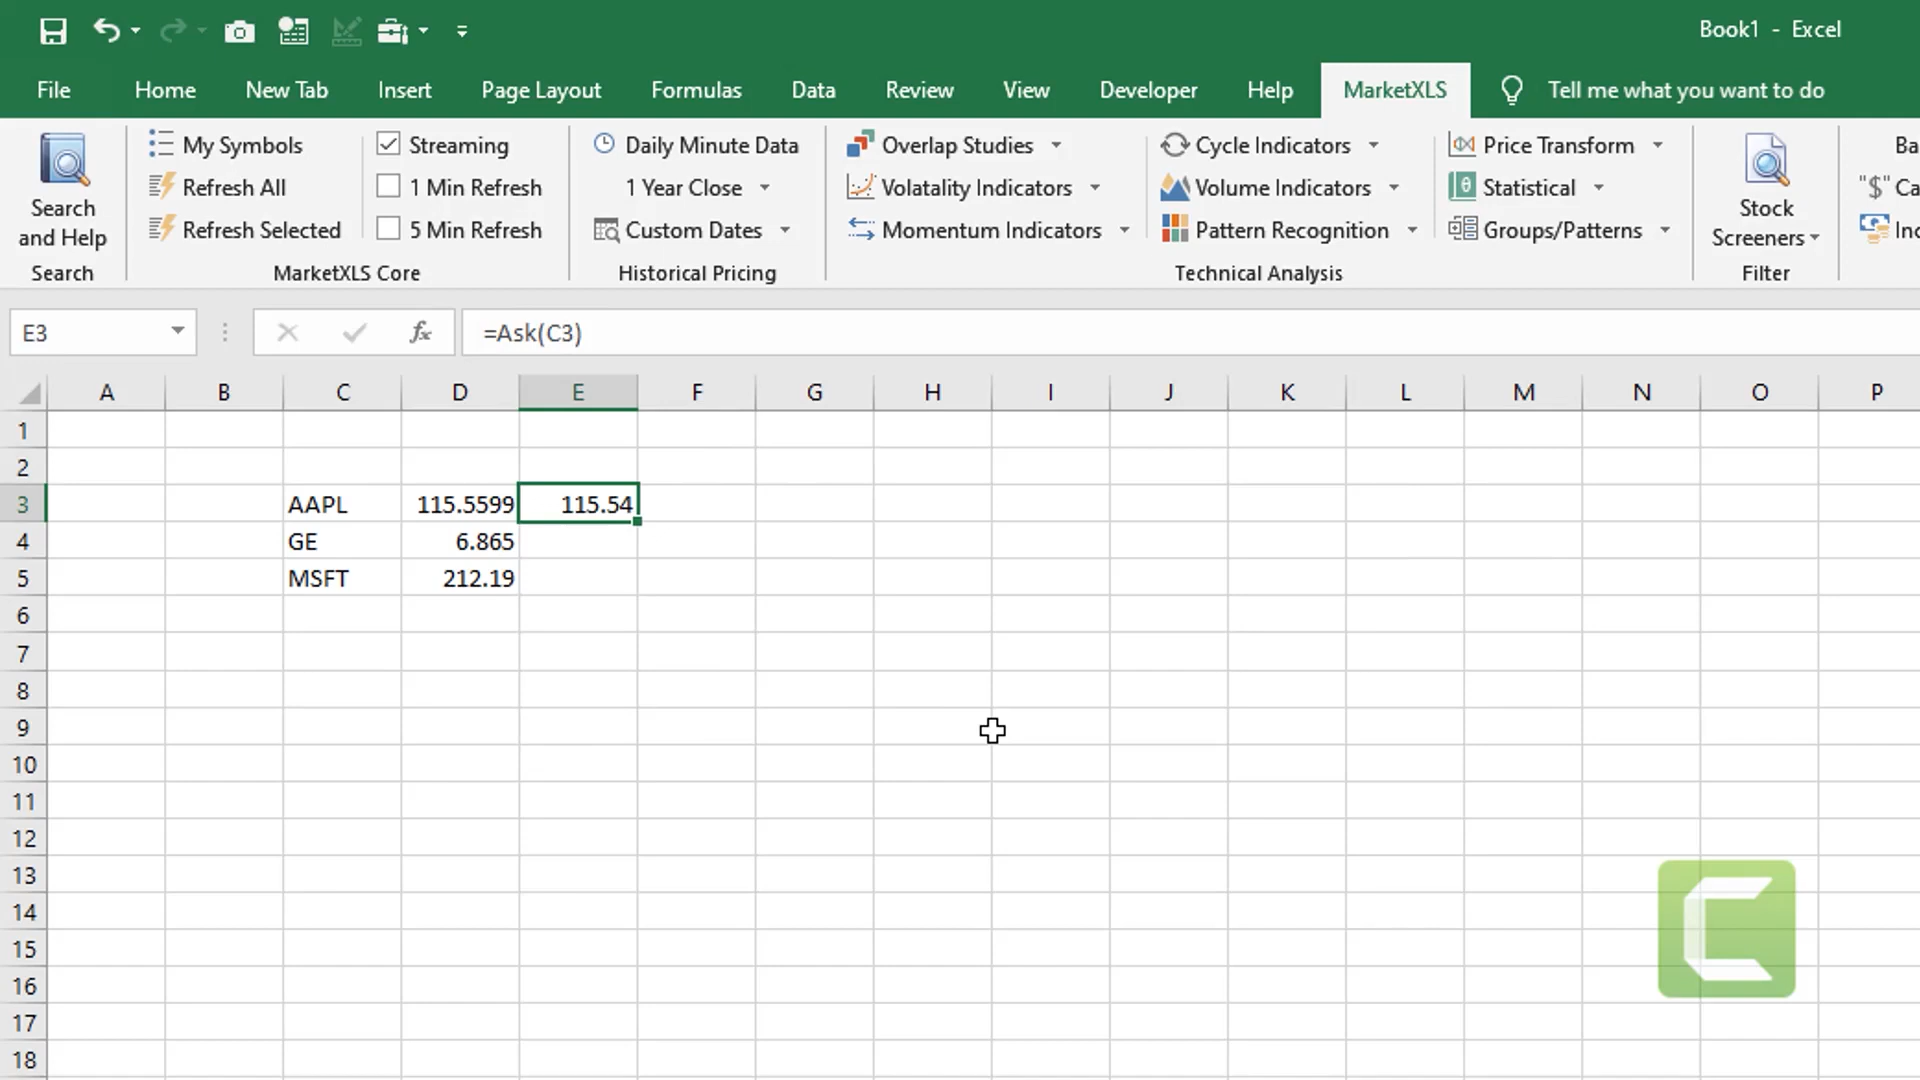 Book1 - Excel
File Home New Tab Insert Page Layout Formulas Data Review View Developer Help MarketXLS Tell me what you want to do
Search and Help
Search
My Symbols
Refresh All
Refresh Selected
Streaming
1 Min Refresh
5 Min Refresh
MarketXLS Core
Daily Minute Data
1 Year Close
Custom Dates
Historical Pricing
Overlap Studies
Volatality Indicators
Momentum Indicators
Cycle Indicators
Volume Indicators
Pattern Recognition
Price Transform
Statistical
Groups/Patterns
Technical Analysis
Stock Screeners
Filter
Ba
"$" Ca
Inc
E3 fx =Ask(C3)
A B C D E F G H I J K L M N O P
1
2
3 AAPL 115.5599 115.54
4 GE 6.865
5 MSFT 212.19
6
7
8
9
10
11
12
13
14
15
16
17
18